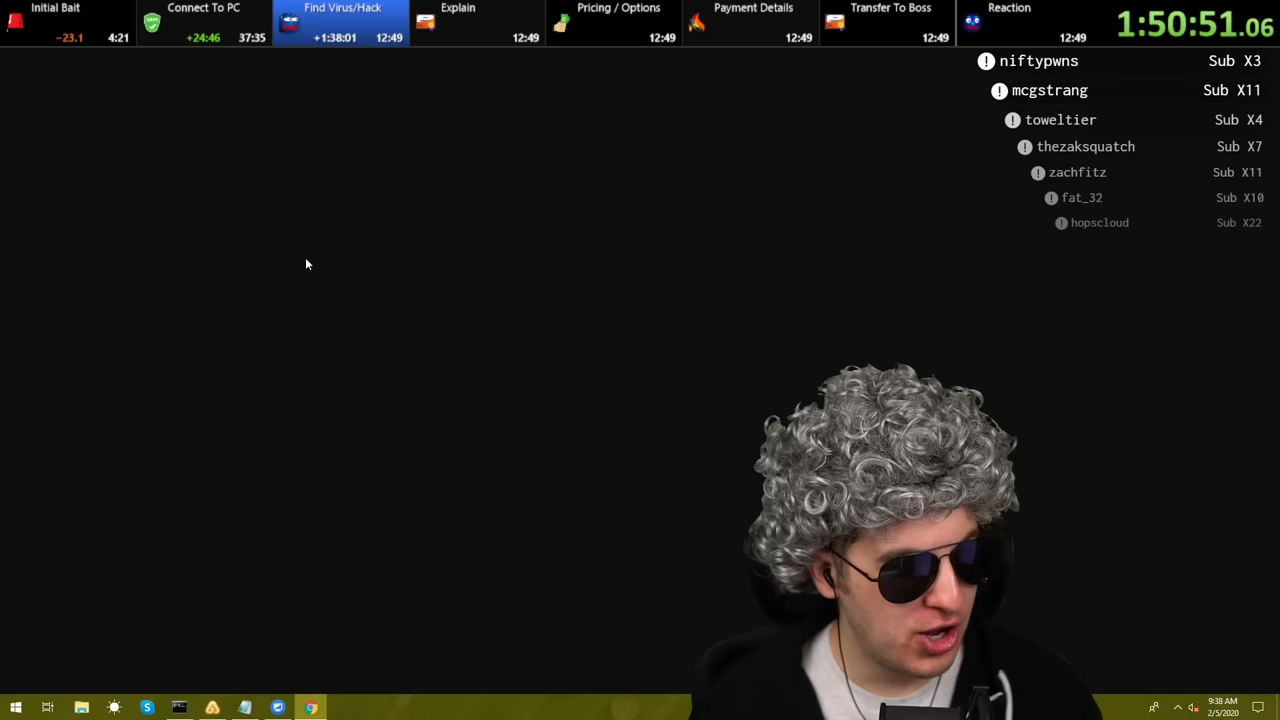 Initial Bait
-23.1 4:21
Connect To PC
+24:46 37:35
Find Virus/Hack
+1:38:01 12:49
Explain
12:49
Pricing / Options
12:49
Payment Details
12:49
Transfer To Boss
12:49
Reaction
12:49
1:50:51.06
niftypwns Sub X3
mcgstrang Sub X11
toweltier Sub X4
thezaksquatch Sub X7
zachfitz Sub X11
fat_32 Sub X10
hopscloud Sub X22
9:38 AM
2/5/2020